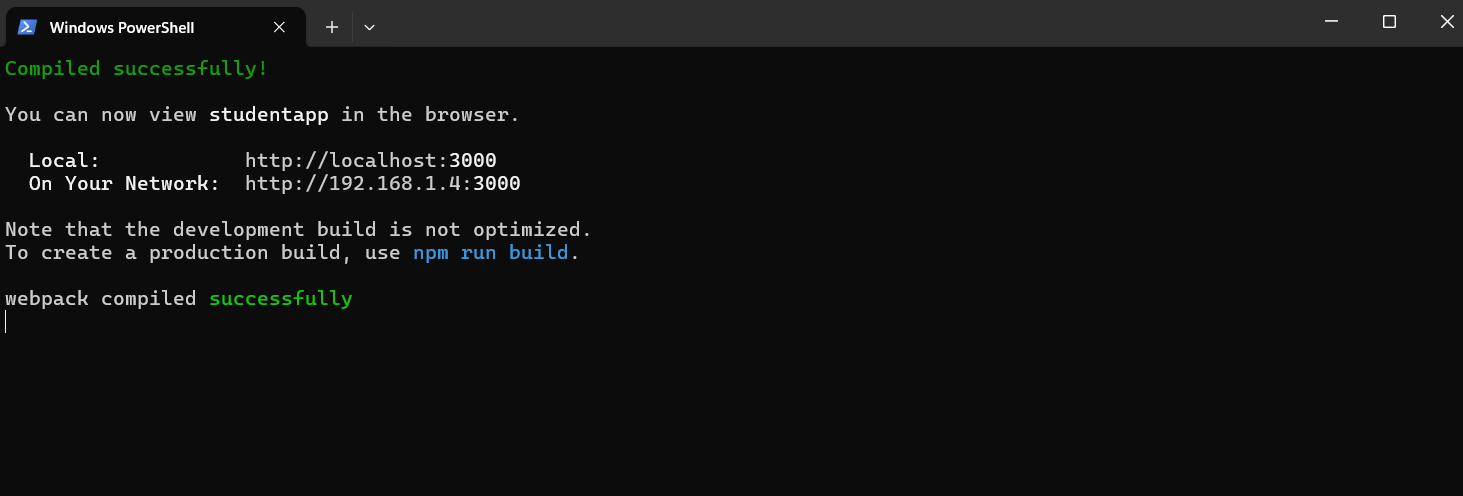 Windows PowerShell
Compiled successfully!
You can now view studentapp in the browser.
Local: http://localhost:3000
On Your Network: http://192.168.1.4:3000
Note that the development build is not optimized.
To create a production build, use npm run build.
webpack compiled successfully